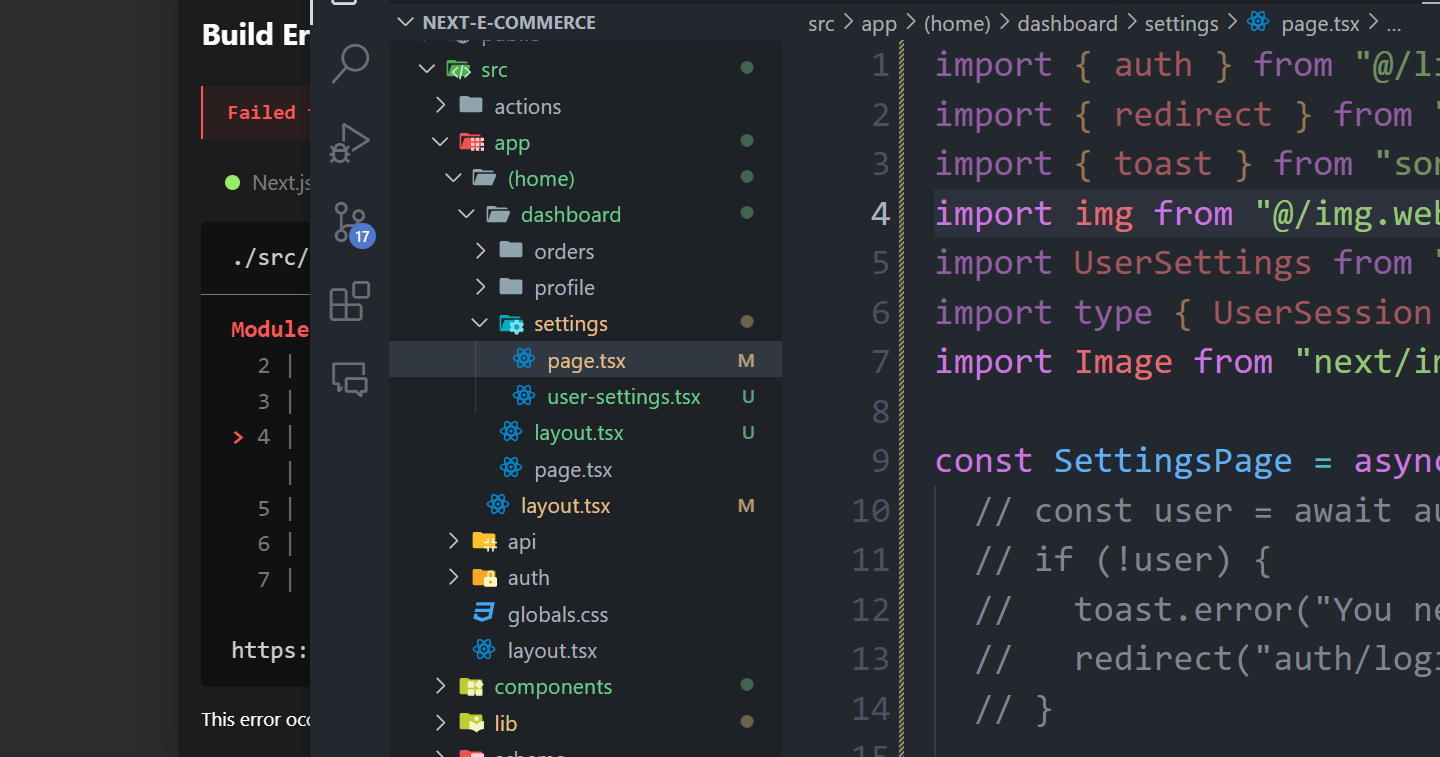 Build Er
Failed
Next.js
./src/
Module
2 |
3 |
> 4 |
|
5 |
6 |
7 |
https:
This error occ
17
NEXT-E-COMMERCE
src
actions
app
(home)
dashboard
orders
profile
settings
page.tsx M
user-settings.tsx U
layout.tsx U
page.tsx
layout.tsx M
api
auth
globals.css
layout.tsx
components
lib
src > app > (home) > dashboard > settings > page.tsx > ...
1 import { auth } from "@/li
2 import { redirect } from "
3 import { toast } from "son
4 import img from "@/img.web
5 import UserSettings from "
6 import type { UserSession
7 import Image from "next/im
8
9 const SettingsPage = async
10 // const user = await au
11 // if (!user) {
12 //   toast.error("You ne
13 //   redirect("auth/logi
14 // }
15